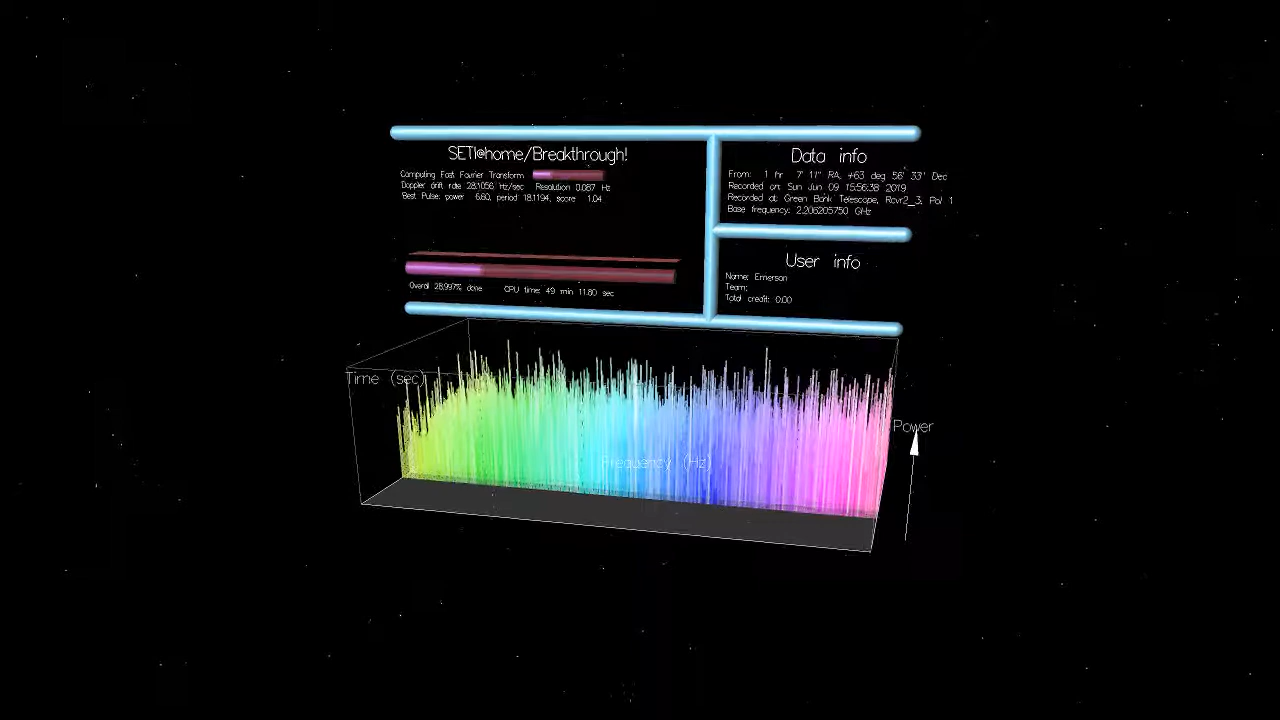 SETI@home/Breakthrough!
Computing Fast Fourier Transform
Doppler drift rate 28.1056 Hz/sec Resolution 0.087 Hz
Best Pulse: power 6.60, period 18.1194, score 1.04
Overall 28.997% done CPU time: 49 min 11.80 sec
Data info
From: 1 hr 7' 11" RA, +63 deg 56' 33" Dec
Recorded on: Sun Jun 09 15:56:38 2019
Recorded at: Green Bank Telescope, Rcvr2_3, Pol 1
Base frequency: 2.206205750 GHz
User info
Name: Emerson
Team:
Total credit: 0.00
Time (sec)
Power
Frequency (Hz)